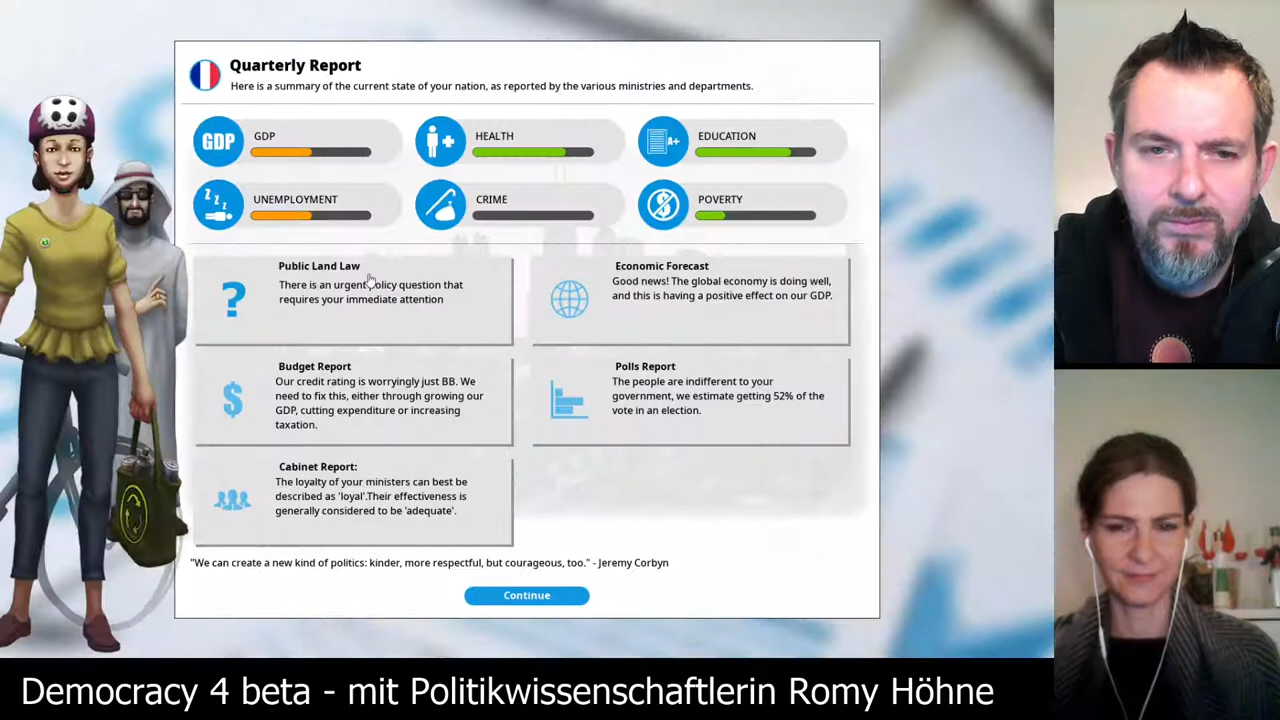 Quarterly Report
Here is a summary of the current state of your nation, as reported by the various ministries and departments.
GDP
GDP
HEALTH
A+
EDUCATION
Z Z Z
UNEMPLOYMENT
CRIME
$
POVERTY
?
Public Land Law
There is an urgent policy question that
requires your immediate attention
Economic Forecast
Good news! The global economy is doing well,
and this is having a positive effect on our GDP.
$
Budget Report
Our credit rating is worryingly just BB. We
need to fix this, either through growing our
GDP, cutting expenditure or increasing
taxation.
Polls Report
The people are indifferent to your
government, we estimate getting 52% of the
vote in an election.
Cabinet Report:
The loyalty of your ministers can best be
described as 'loyal'.Their effectiveness is
generally considered to be 'adequate'.
"We can create a new kind of politics: kinder, more respectful, but courageous, too." - Jeremy Corbyn
Continue
Democracy 4 beta - mit Politikwissenschaftlerin Romy Höhne